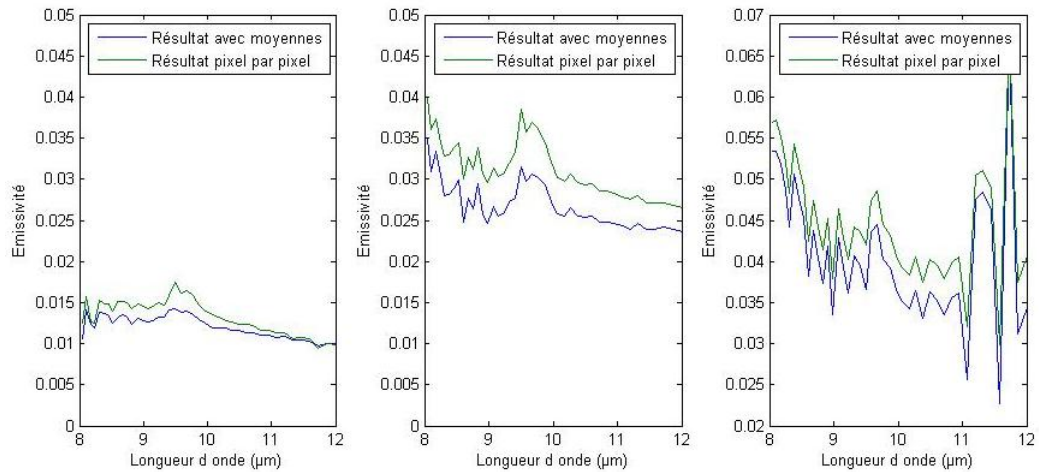 0.05
0.045
0.04
0.035
0.03
0.025
0.02
0.015
0.01
0.005
0
Emissivité
Résultat avec moyennes
Résultat pixel par pixel
8 9 10 11 12
Longueur d onde (µm)
0.05
0.045
0.04
0.035
0.03
0.025
0.02
0.015
0.01
0.005
0
Emissivité
Résultat avec moyennes
Résultat pixel par pixel
8 9 10 11 12
Longueur d onde (µm)
0.07
0.065
0.06
0.055
0.05
0.045
0.04
0.035
0.03
0.025
0.02
Emissivité
Résultat avec moyennes
Résultat pixel par pixel
8 9 10 11 12
Longueur d onde (µm)